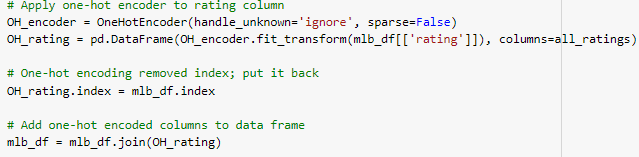 # Apply one-hot encoder to rating column
OH_encoder = OneHotEncoder(handle_unknown='ignore', sparse=False)
OH_rating = pd.DataFrame(OH_encoder.fit_transform(mlb_df[['rating']]), columns=all_ratings)
# One-hot encoding removed index; put it back
OH_rating.index = mlb_df.index
# Add one-hot encoded columns to data frame
mlb_df = mlb_df.join(OH_rating)